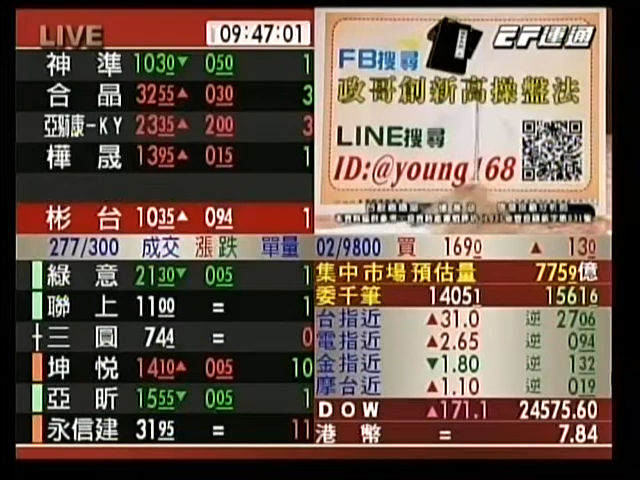 LIVE 09:47:01
神準 1030▼ 050 1
合晶 3255▲ 030 3
亞獅康-KY 2335▲ 200 3
樺晟 1395▲ 015 1
彬台 1035▲ 094 1
277/300 成交 漲跌 單量
綠意 2130▼ 005 1
聯上 1100 = 1
三圓 744 = 0
坤悅 1410▲ 005 10
亞昕 1555▼ 005 1
永信建 3195 = 11
FB搜尋
政哥創新高操盤法
LINE搜尋
ID:@young168
02/9800 買 1690 ▲ 130
集中市場預估量 7759億
委千筆 14051 15616
台指近 ▲31.0 逆 2706
電指近 ▲2.65 逆 094
金指近 ▼1.80 逆 132
摩台近 ▲1.10 逆 019
DOW ▲171.1 24575.60
港幣 = 7.84